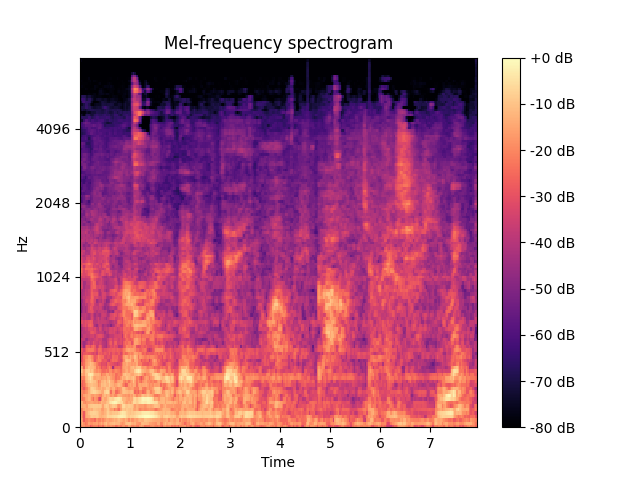 Mel-frequency spectrogram
+0 dB
-10 dB
4096
-20 dB
2048
-30 dB
Hz
-40 dB
1024
-50 dB
512
-60 dB
-70 dB
0
-80 dB
0 1 2 3 4 5 6 7
Time